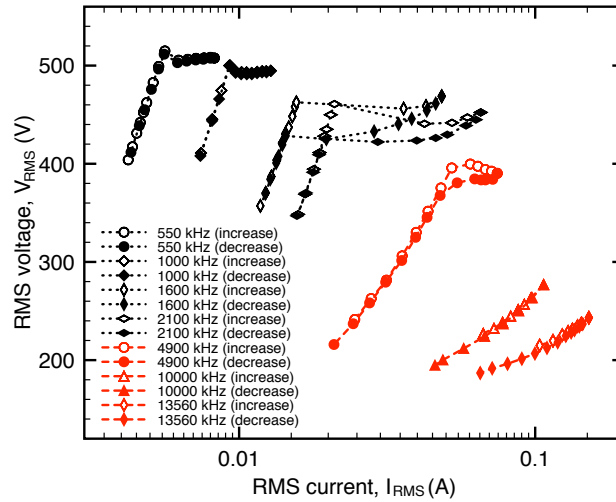 500
400
300
200
RMS voltage, VRMS (V)
550 kHz (increase)
550 kHz (decrease)
1000 kHz (increase)
1000 kHz (decrease)
1600 kHz (increase)
1600 kHz (decrease)
2100 kHz (increase)
2100 kHz (decrease)
4900 kHz (increase)
4900 kHz (decrease)
10000 kHz (increase)
10000 kHz (decrease)
13560 kHz (increase)
13560 kHz (decrease)
0.01
0.1
RMS current, IRMS (A)